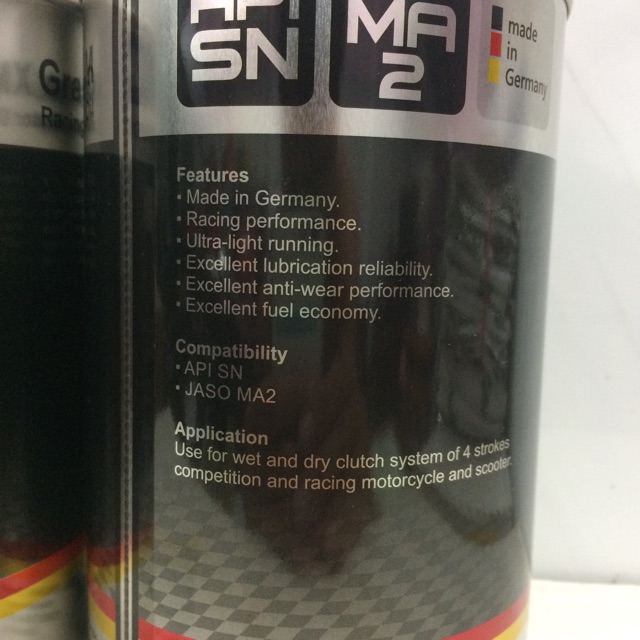 API
SN
MA
2
made
in
Germany
Features
· Made in Germany.
· Racing performance.
· Ultra-light running.
· Excellent lubrication reliability.
· Excellent anti-wear performance.
· Excellent fuel economy.
Compatibility
· API SN
· JASO MA2
Application
Use for wet and dry clutch system of 4 strokes
competition and racing motorcycle and scooter